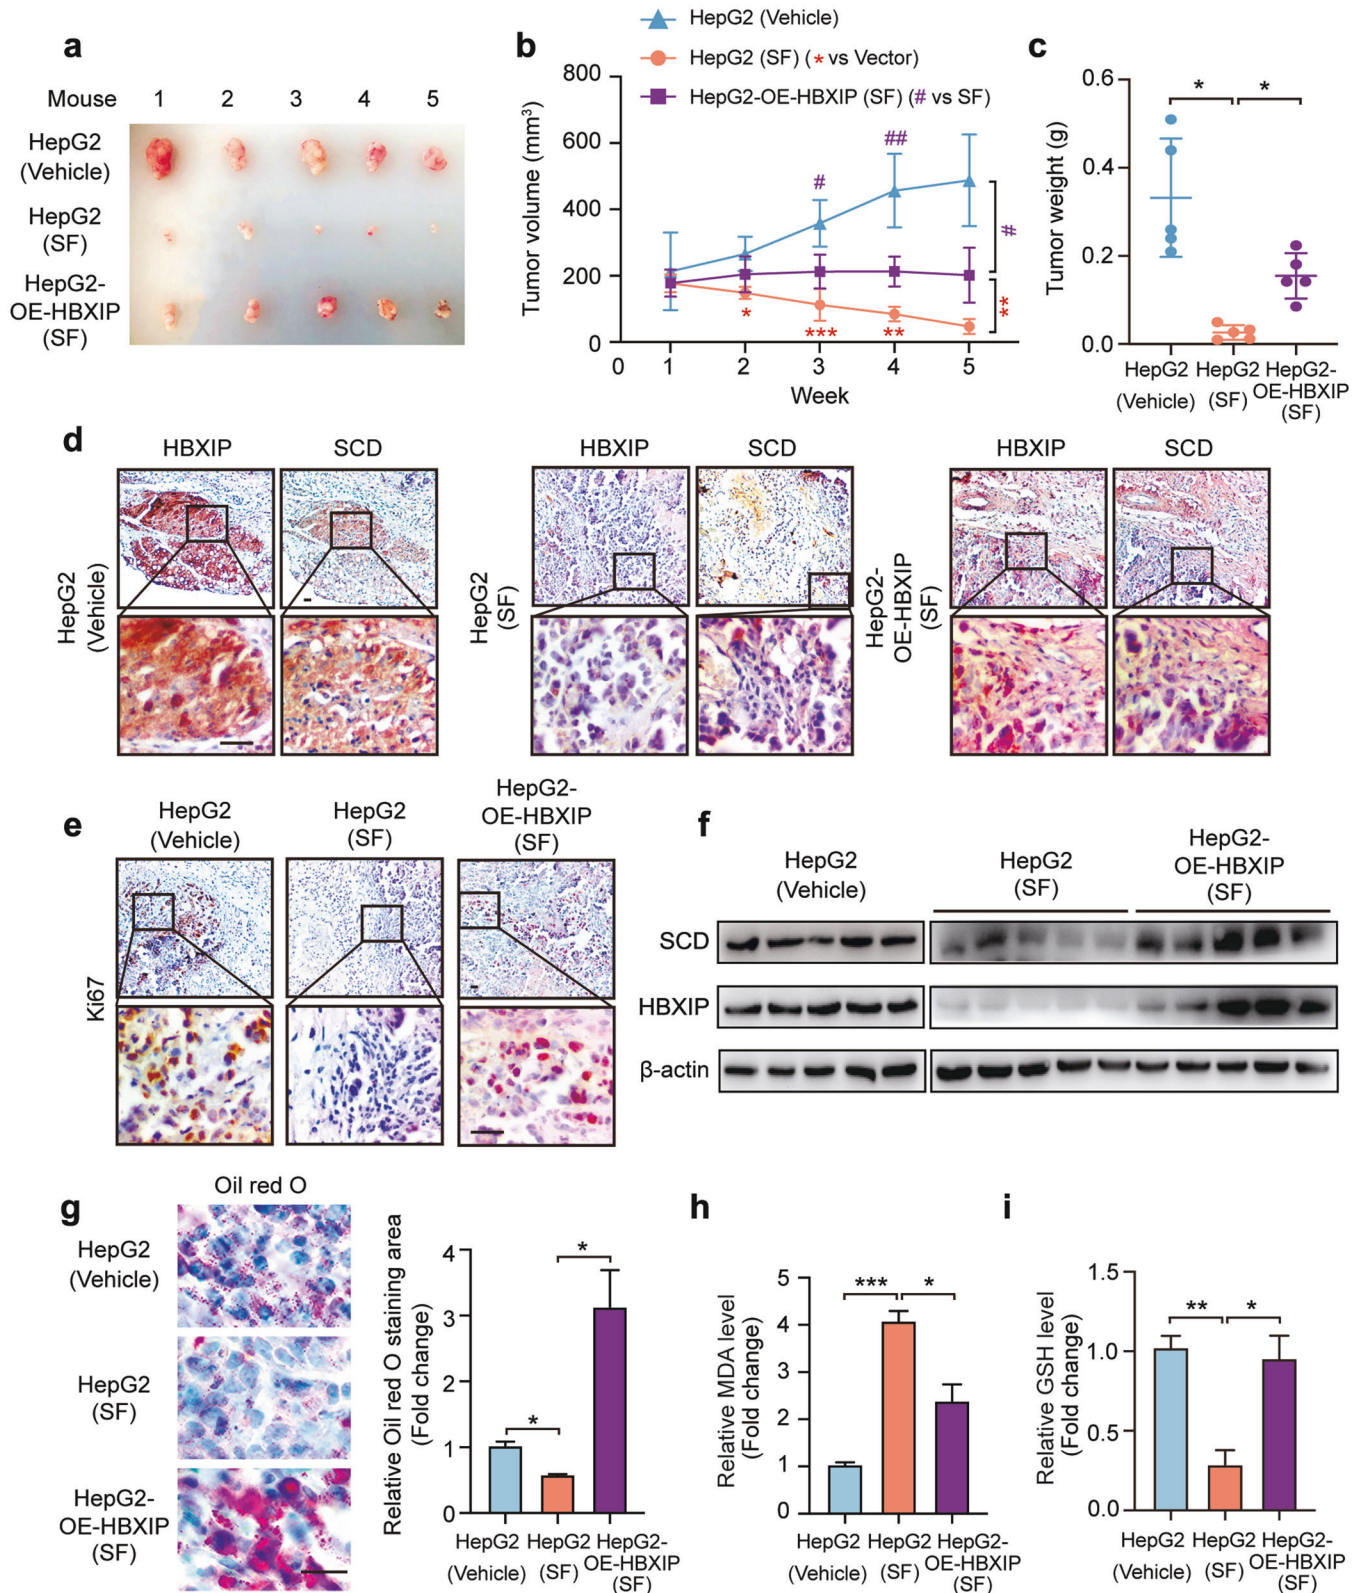 a
Mouse 1 2 3 4 5
HepG2
(Vehicle)
HepG2
(SF)
HepG2-
OE-HBXIP
(SF)
b
HepG2 (Vehicle)
HepG2 (SF) (* vs Vector)
HepG2-OE-HBXIP (SF) (# vs SF)
Tumor volume (mm³)
800
600
400
200
0
0 1 2 3 4 5
Week
# ## #
* *** ** **
c
Tumor weight (g)
0.6
0.4
0.2
0.0
* *
HepG2
(Vehicle)
HepG2
(SF)
HepG2-
OE-HBXIP
(SF)
d
HBXIP SCD
HepG2
(Vehicle)
HBXIP SCD
HepG2
(SF)
HBXIP SCD
HepG2-
OE-HBXIP
(SF)
e
HepG2
(Vehicle)
HepG2
(SF)
HepG2-
OE-HBXIP
(SF)
Ki67
f
HepG2
(Vehicle)
HepG2
(SF)
HepG2-
OE-HBXIP
(SF)
SCD
HBXIP
β-actin
g
Oil red O
HepG2
(Vehicle)
HepG2
(SF)
HepG2-
OE-HBXIP
(SF)
Relative Oil red O staining area
(Fold change)
4
3
2
1
0
* *
HepG2
(Vehicle)
HepG2
(SF)
HepG2-
OE-HBXIP
(SF)
h
Relative MDA level
(Fold change)
5
4
3
2
1
0
*** *
HepG2
(Vehicle)
HepG2
(SF)
HepG2-
OE-HBXIP
(SF)
i
Relative GSH level
(Fold change)
1.5
1.0
0.5
0.0
** *
HepG2
(Vehicle)
HepG2
(SF)
HepG2-
OE-HBXIP
(SF)